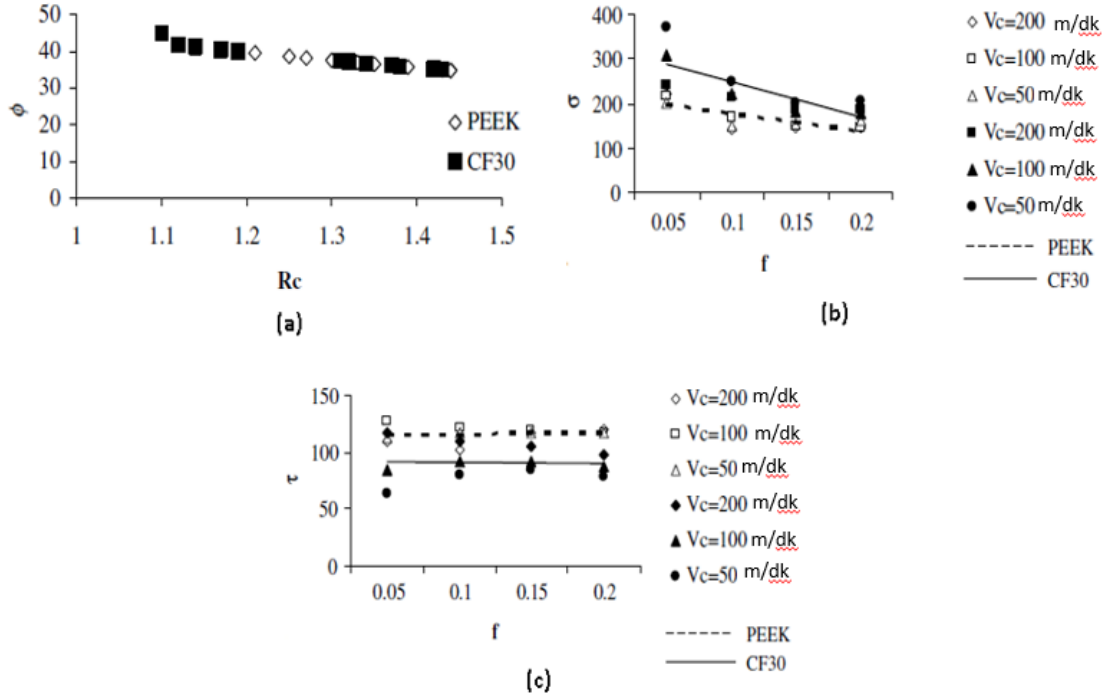 50
40
30
20
10
0
ϕ
1 1.1 1.2 1.3 1.4 1.5
Rc
PEEK
CF30
(a)
400
300
200
100
0
σ
0.05 0.1 0.15 0.2
f
Vc=200 m/dk
Vc=100 m/dk
Vc=50 m/dk
Vc=200 m/dk
Vc=100 m/dk
Vc=50 m/dk
PEEK
CF30
(b)
150
100
50
0
τ
0.05 0.1 0.15 0.2
f
Vc=200 m/dk
Vc=100 m/dk
Vc=50 m/dk
Vc=200 m/dk
Vc=100 m/dk
Vc=50 m/dk
PEEK
CF30
(c)